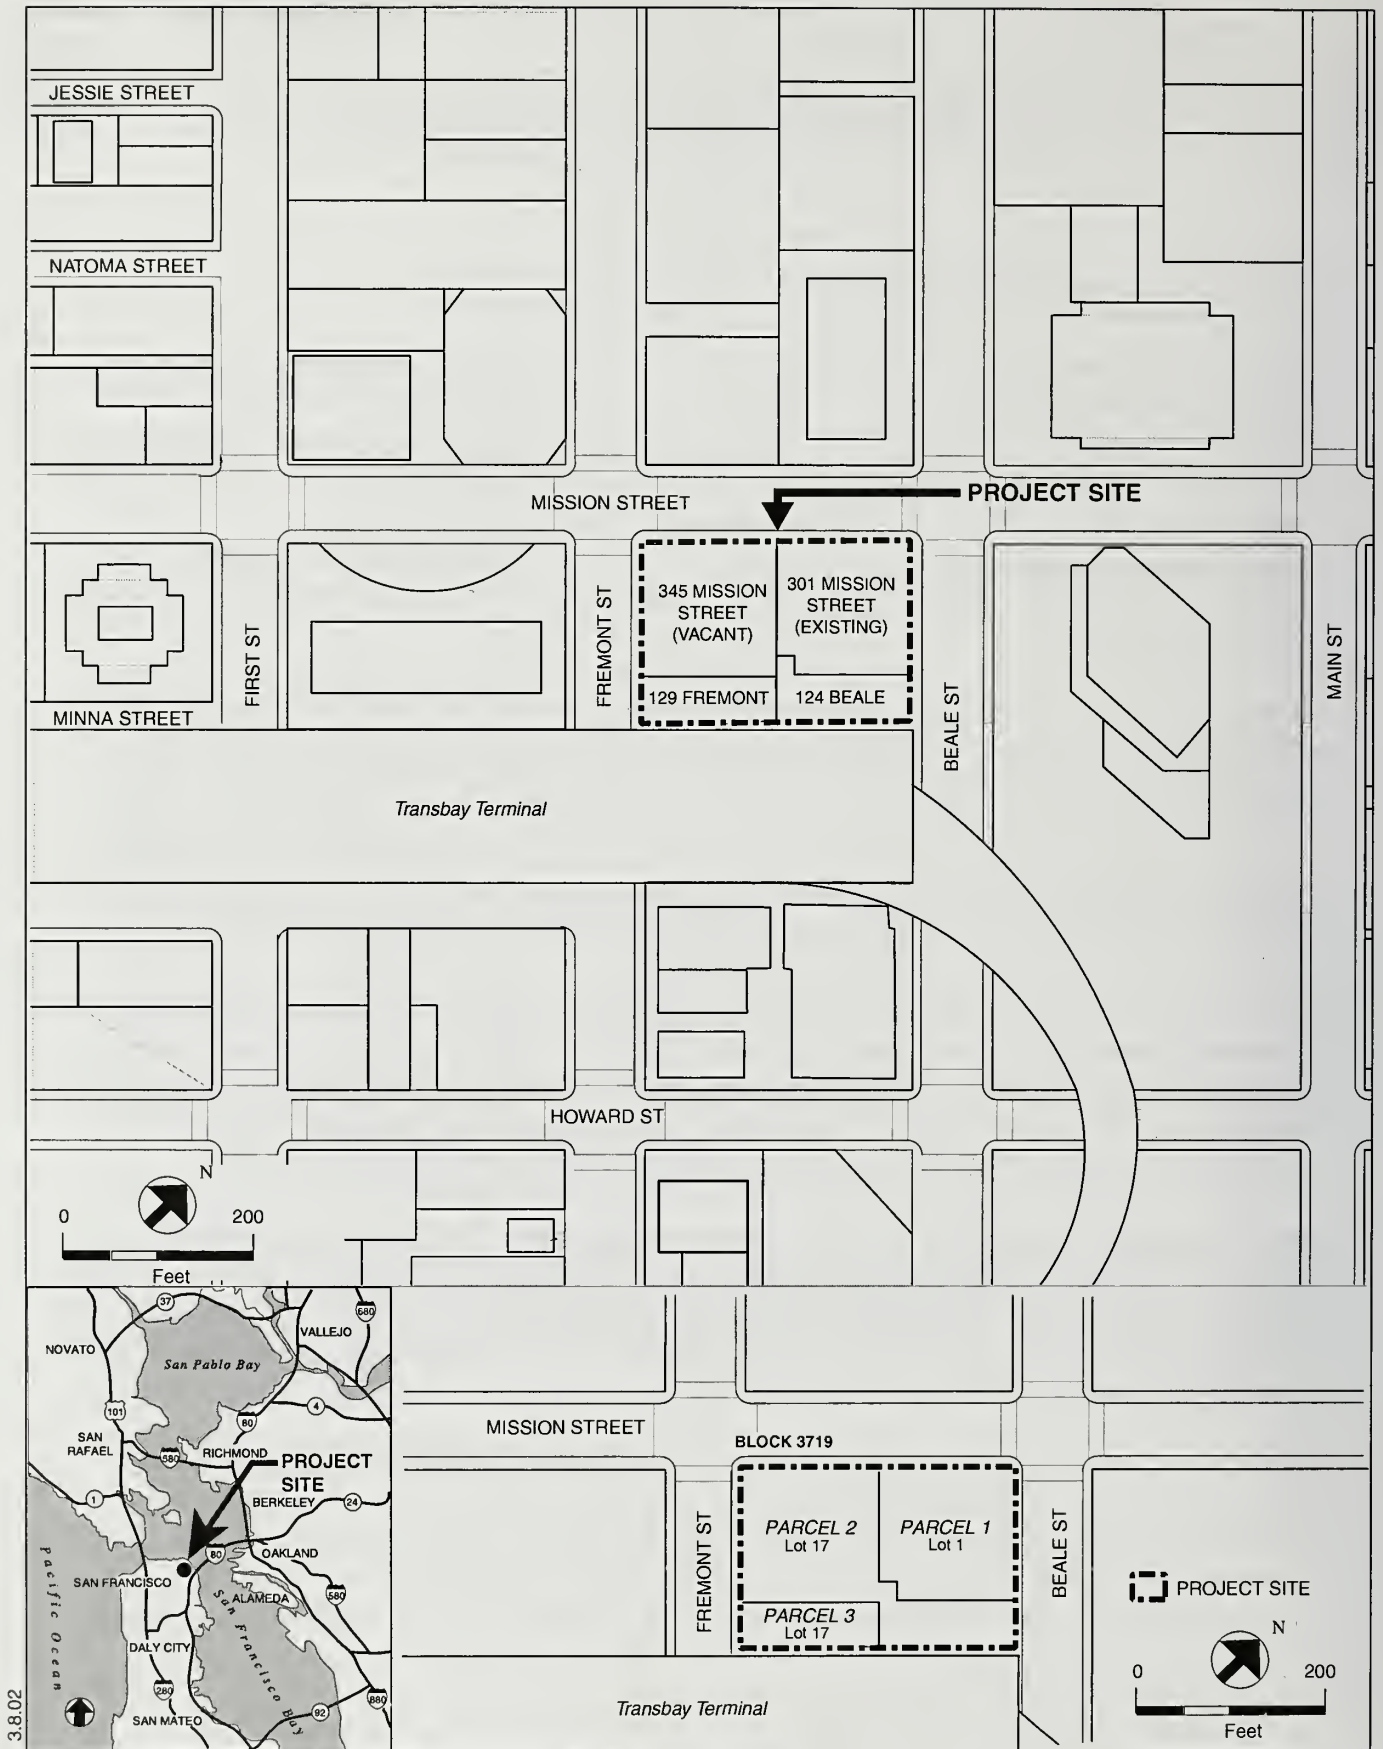 JESSIE STREET
NATOMA STREET
MISSION STREET
PROJECT SITE
345 MISSION
STREET
(VACANT)
301 MISSION
STREET
(EXISTING)
129 FREMONT
124 BEALE
FIRST ST
FREMONT ST
BEALE ST
MAIN ST
MINNA STREET
Transbay Terminal
HOWARD ST
N
0
200
Feet
37
680
NOVATO
VALLEJO
San Pablo Bay
101
80
4
SAN
RAFAEL
580
RICHMOND
PROJECT
SITE
1
BERKELEY
24
80
OAKLAND
SAN FRANCISCO
ALAMEDA
580
Pacific Ocean
San Francisco Bay
DALY CITY
280
880
SAN MATEO
92
3.8.02
MISSION STREET
BLOCK 3719
PARCEL 2
Lot 17
PARCEL 1
Lot 1
PARCEL 3
Lot 17
FREMONT ST
BEALE ST
Transbay Terminal
PROJECT SITE
N
0
200
Feet